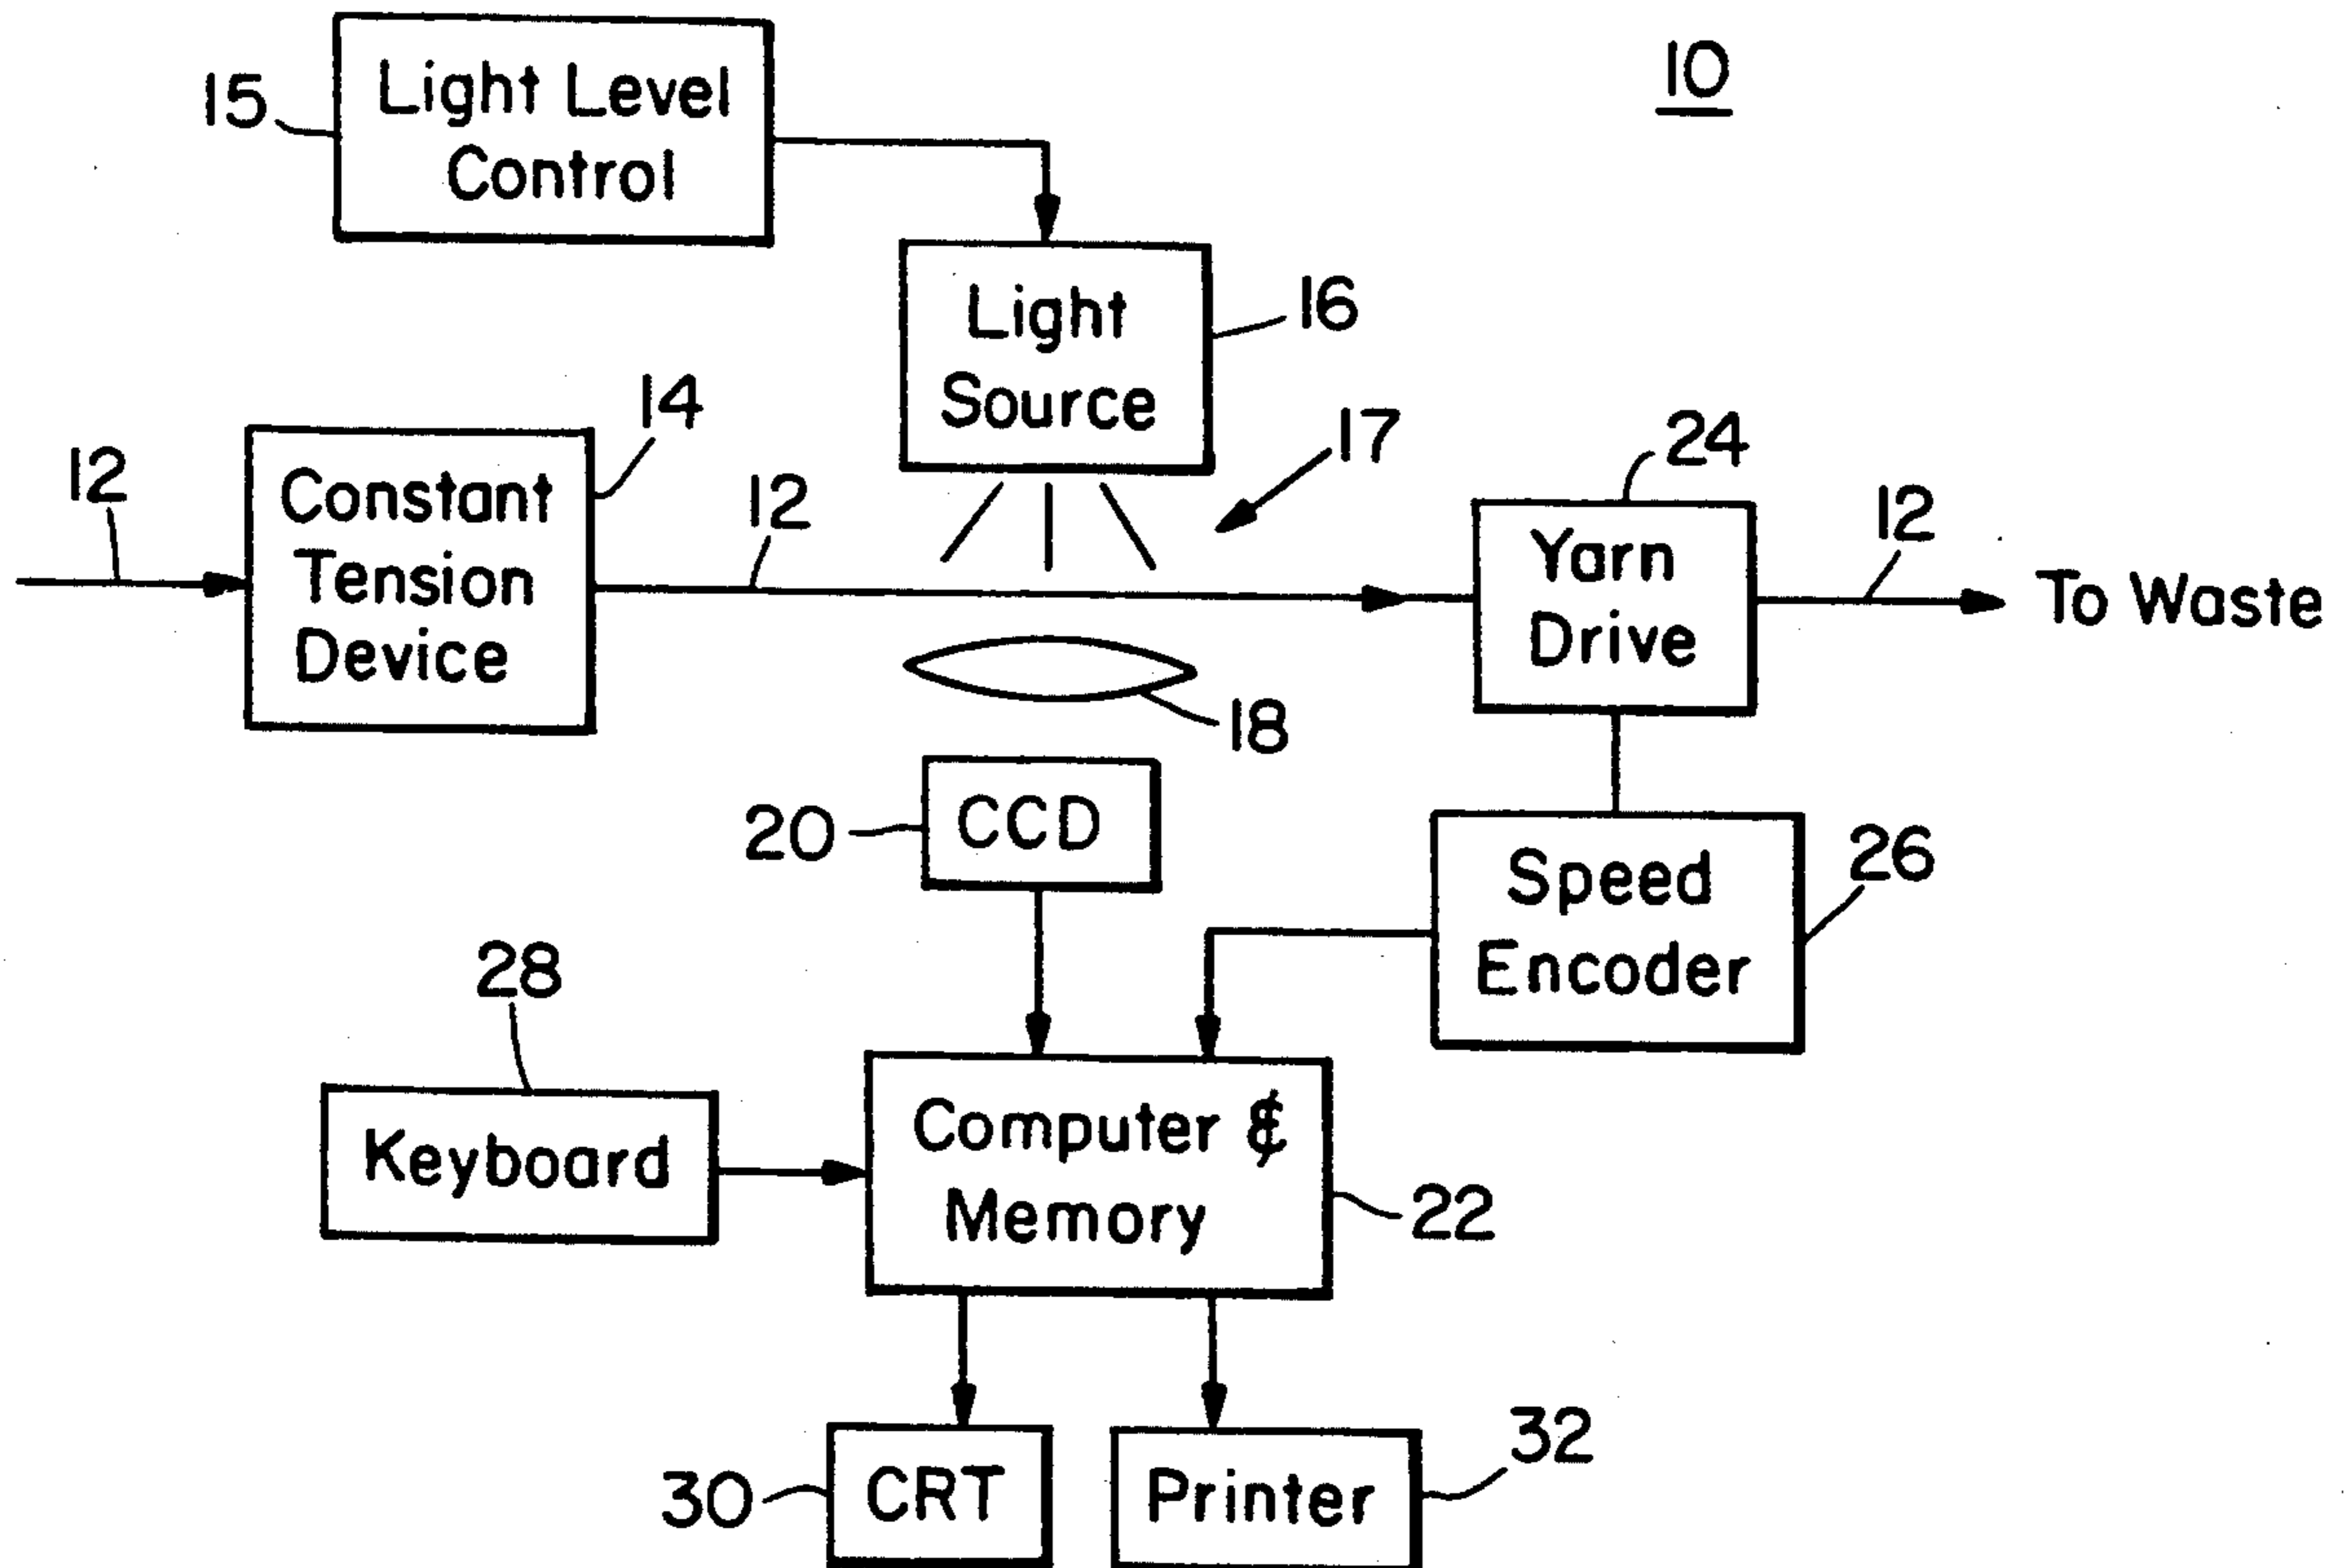 10
15
Light Level
Control
Light
Source
16
17
12
Constant
Tension
Device
14
12
18
24
Yarn
Drive
12
To Waste
20
CCD
Speed
Encoder
26
28
Keyboard
Computer &
Memory
22
30
CRT
Printer
32